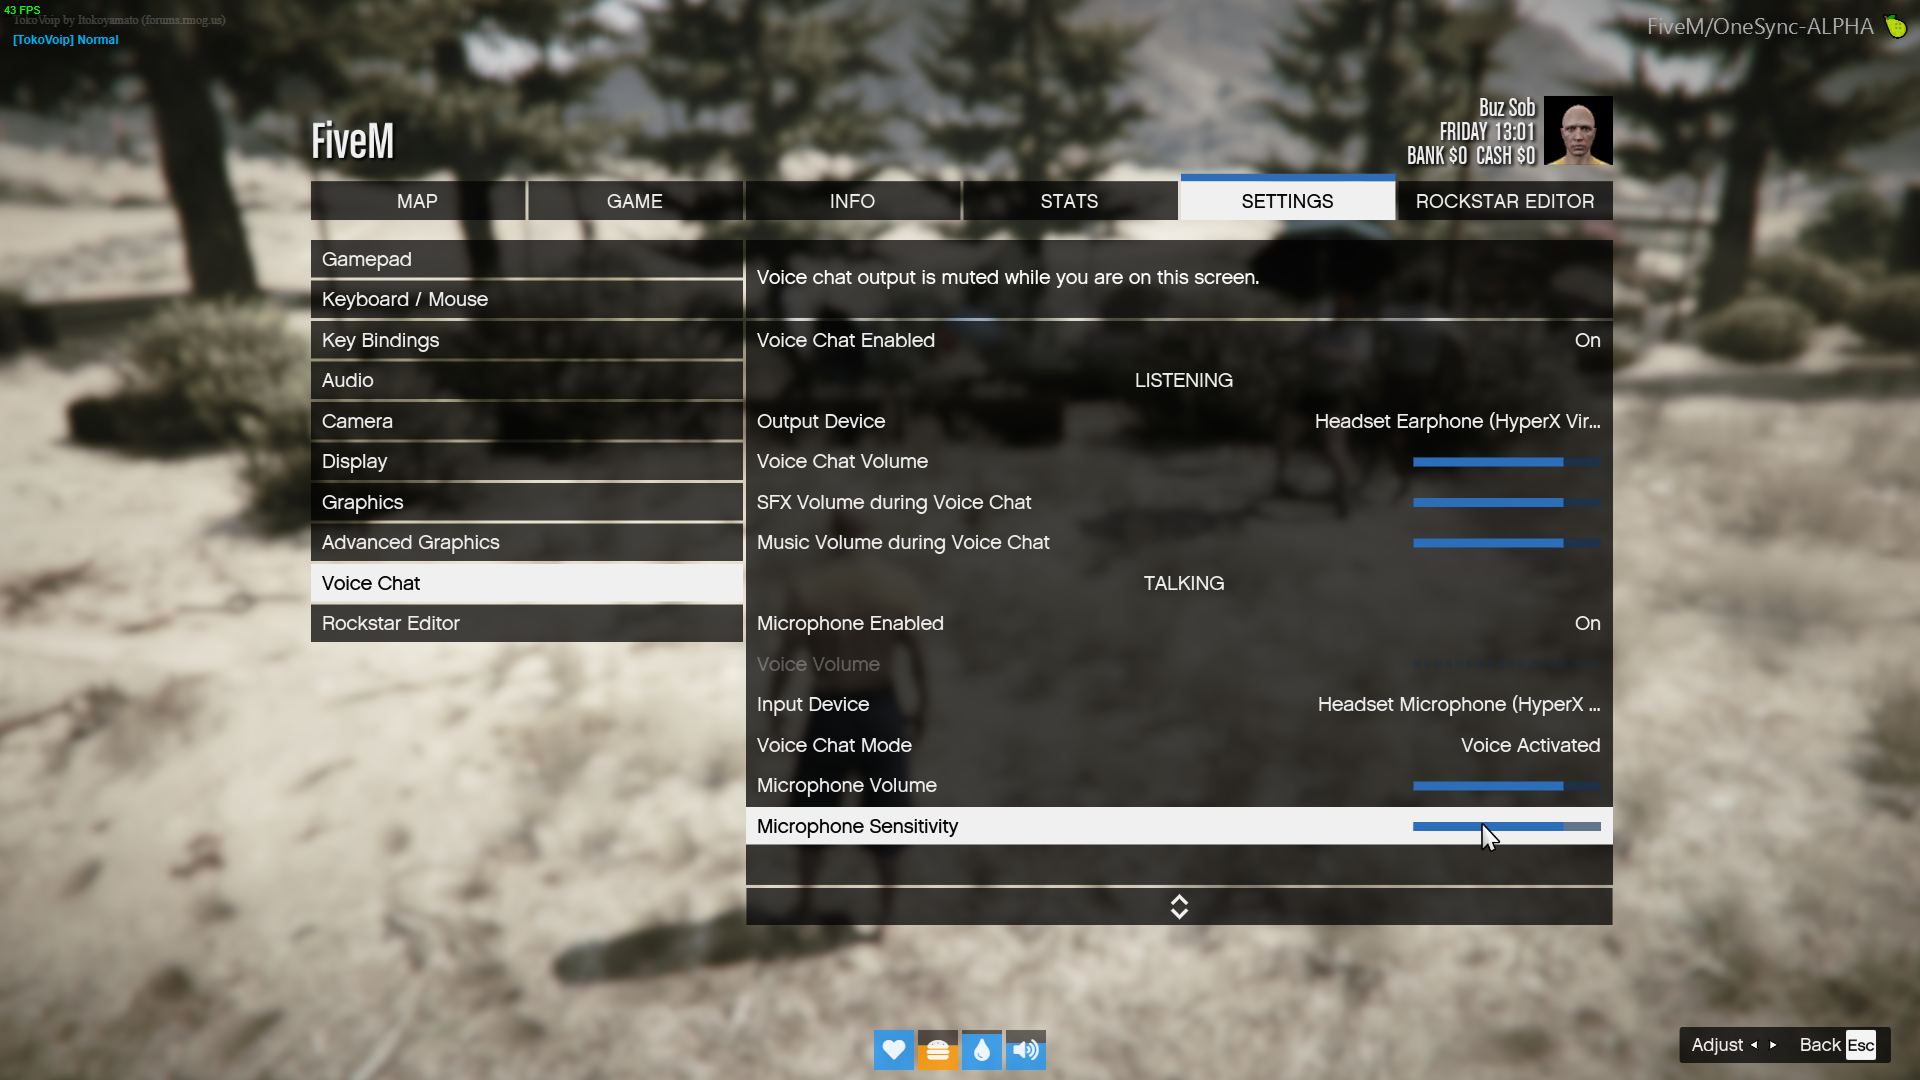 43 FPS
TokoVoip by Itokoyamato (forums.rmog.us)
[TokoVoip] Normal
FiveM/OneSync-ALPHA
FiveM
Buz Sob
FRIDAY 13:01
BANK $0 CASH $0
MAP
GAME
INFO
STATS
SETTINGS
ROCKSTAR EDITOR
Gamepad
Keyboard / Mouse
Key Bindings
Audio
Camera
Display
Graphics
Advanced Graphics
Voice Chat
Rockstar Editor
Voice chat output is muted while you are on this screen.
Voice Chat Enabled On
LISTENING
Output Device Headset Earphone (HyperX Vir...
Voice Chat Volume
SFX Volume during Voice Chat
Music Volume during Voice Chat
TALKING
Microphone Enabled On
Voice Volume
Input Device Headset Microphone (HyperX ...
Voice Chat Mode Voice Activated
Microphone Volume
Microphone Sensitivity
Adjust Back Esc